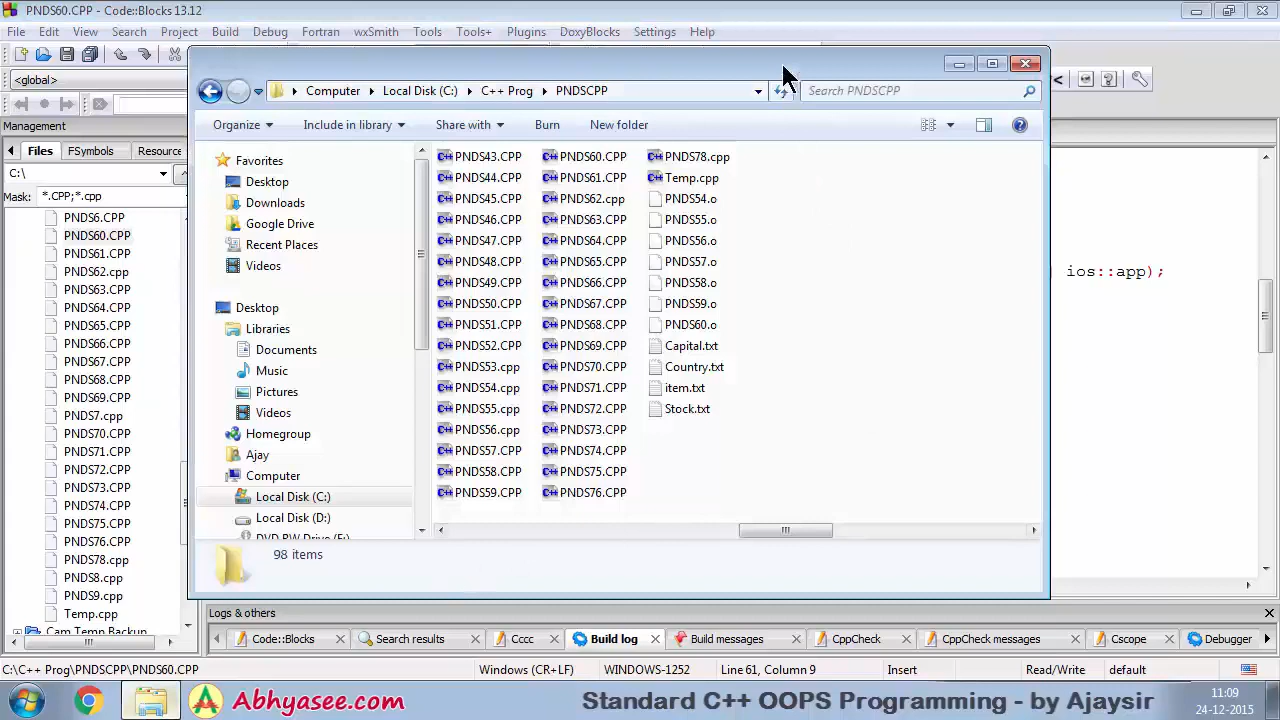 PNDS60.CPP - Code::Blocks 13.12
File Edit View Search Project Build Debug Fortran wxSmith Tools Tools+ Plugins DoxyBlocks Settings Help
<global>
Management
Files FSymbols Resource
C:\
Mask: *.CPP;*.cpp
PNDS6.CPP
PNDS60.CPP
PNDS61.CPP
PNDS62.cpp
PNDS63.CPP
PNDS64.CPP
PNDS65.CPP
PNDS66.CPP
PNDS67.CPP
PNDS68.CPP
PNDS69.CPP
PNDS7.cpp
PNDS70.CPP
PNDS71.CPP
PNDS72.CPP
PNDS73.CPP
PNDS74.CPP
PNDS75.CPP
PNDS76.CPP
PNDS78.cpp
PNDS8.cpp
PNDS9.cpp
Temp.cpp
Cam Temp Backup
Computer Local Disk (C:) C++ Prog PNDSCPP
Search PNDSCPP
Organize Include in library Share with Burn New folder
Favorites
Desktop
Downloads
Google Drive
Recent Places
Videos
Desktop
Libraries
Documents
Music
Pictures
Videos
Homegroup
Ajay
Computer
Local Disk (C:)
Local Disk (D:)
PNDS43.CPP PNDS60.CPP PNDS78.cpp
PNDS44.CPP PNDS61.CPP Temp.cpp
PNDS45.CPP PNDS62.cpp PNDS54.o
PNDS46.CPP PNDS63.CPP PNDS55.o
PNDS47.CPP PNDS64.CPP PNDS56.o
PNDS48.CPP PNDS65.CPP PNDS57.o
PNDS49.CPP PNDS66.CPP PNDS58.o
PNDS50.CPP PNDS67.CPP PNDS59.o
PNDS51.CPP PNDS68.CPP PNDS60.o
PNDS52.CPP PNDS69.CPP Capital.txt
PNDS53.cpp PNDS70.CPP Country.txt
PNDS54.cpp PNDS71.CPP item.txt
PNDS55.cpp PNDS72.CPP Stock.txt
PNDS56.cpp PNDS73.CPP
PNDS57.CPP PNDS74.CPP
PNDS58.CPP PNDS75.CPP
PNDS59.CPP PNDS76.CPP
98 items
ios::app);
Logs & others
Code::Blocks Search results Cccc Build log Build messages CppCheck CppCheck messages Cscope Debugger
C:\C++ Prog\PNDSCPP\PNDS60.CPP Windows (CR+LF) WINDOWS-1252 Line 61, Column 9 Insert Read/Write default
Abhyasee.com Standard C++ OOPS Programming - by Ajaysir
11:09
24-12-2015